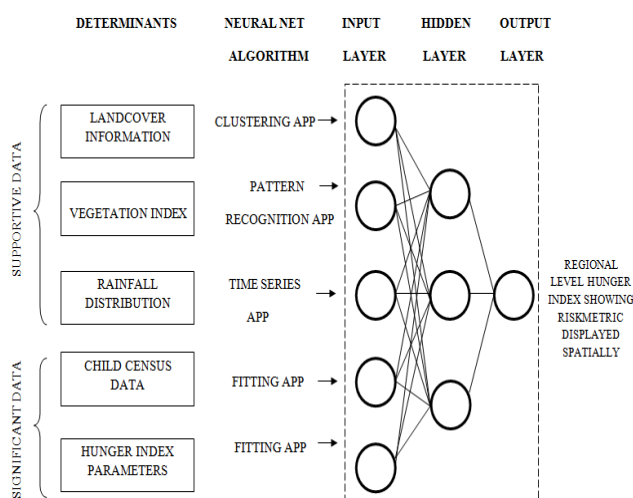 DETERMINANTS
NEURAL NET
ALGORITHM
INPUT
LAYER
HIDDEN
LAYER
OUTPUT
LAYER
SUPPORTIVE DATA
LANDCOVER
INFORMATION
CLUSTERING APP
VEGETATION INDEX
PATTERN
RECOGNITION APP
RAINFALL
DISTRIBUTION
TIME SERIES
APP
SIGNIFICANT DATA
CHILD CENSUS
DATA
FITTING APP
HUNGER INDEX
PARAMETERS
FITTING APP
REGIONAL
LEVEL HUNGER
INDEX SHOWING
RISKMETRIC
DISPLAYED
SPATIALLY